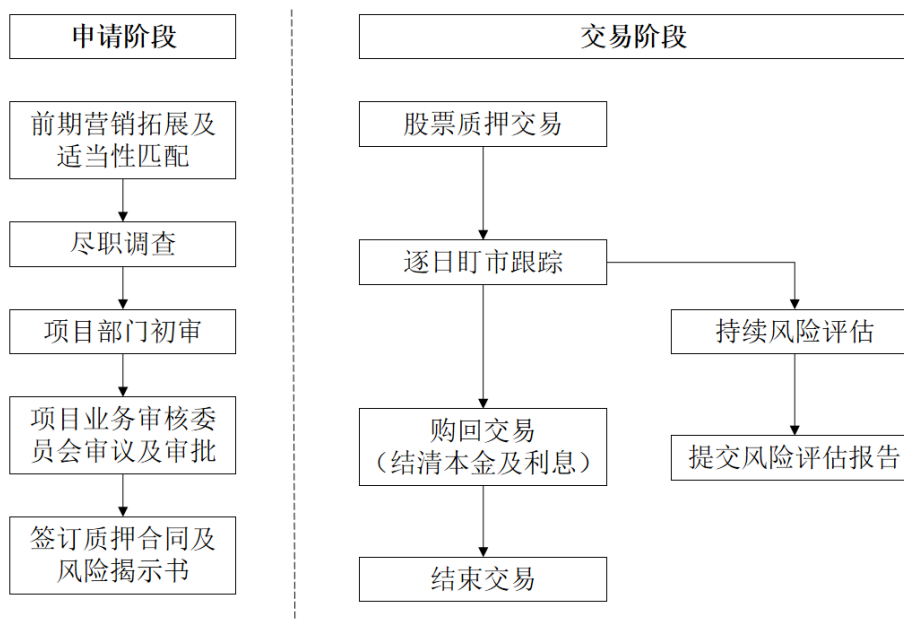 申请阶段
前期营销拓展及
适当性匹配
尽职调查
项目部门初审
项目业务审核委
员会审议及审批
签订质押合同及
风险揭示书
交易阶段
股票质押交易
逐日盯市跟踪
持续风险评估
购回交易
（结清本金及利息）
提交风险评估报告
结束交易